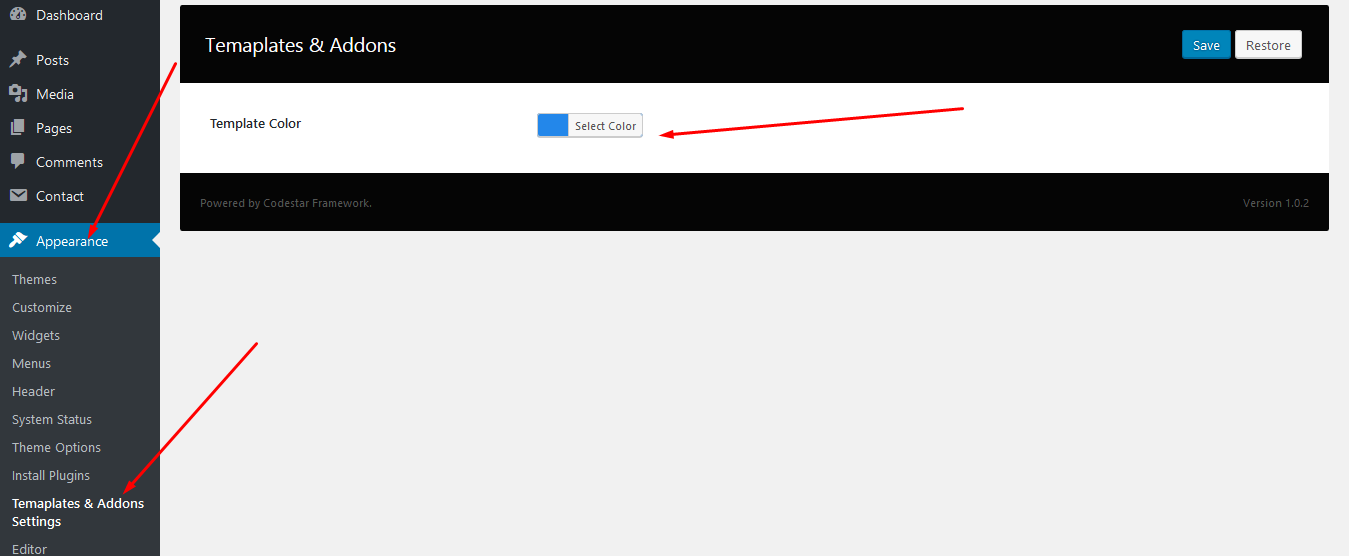 Dashboard
Posts
Media
Pages
Comments
Contact
Appearance
Themes
Customize
Widgets
Menus
Header
System Status
Theme Options
Install Plugins
Temaplates & Addons
Settings
Editor
Temaplates & Addons
Save
Restore
Template Color
Select Color
Powered by Codestar Framework.
Version 1.0.2